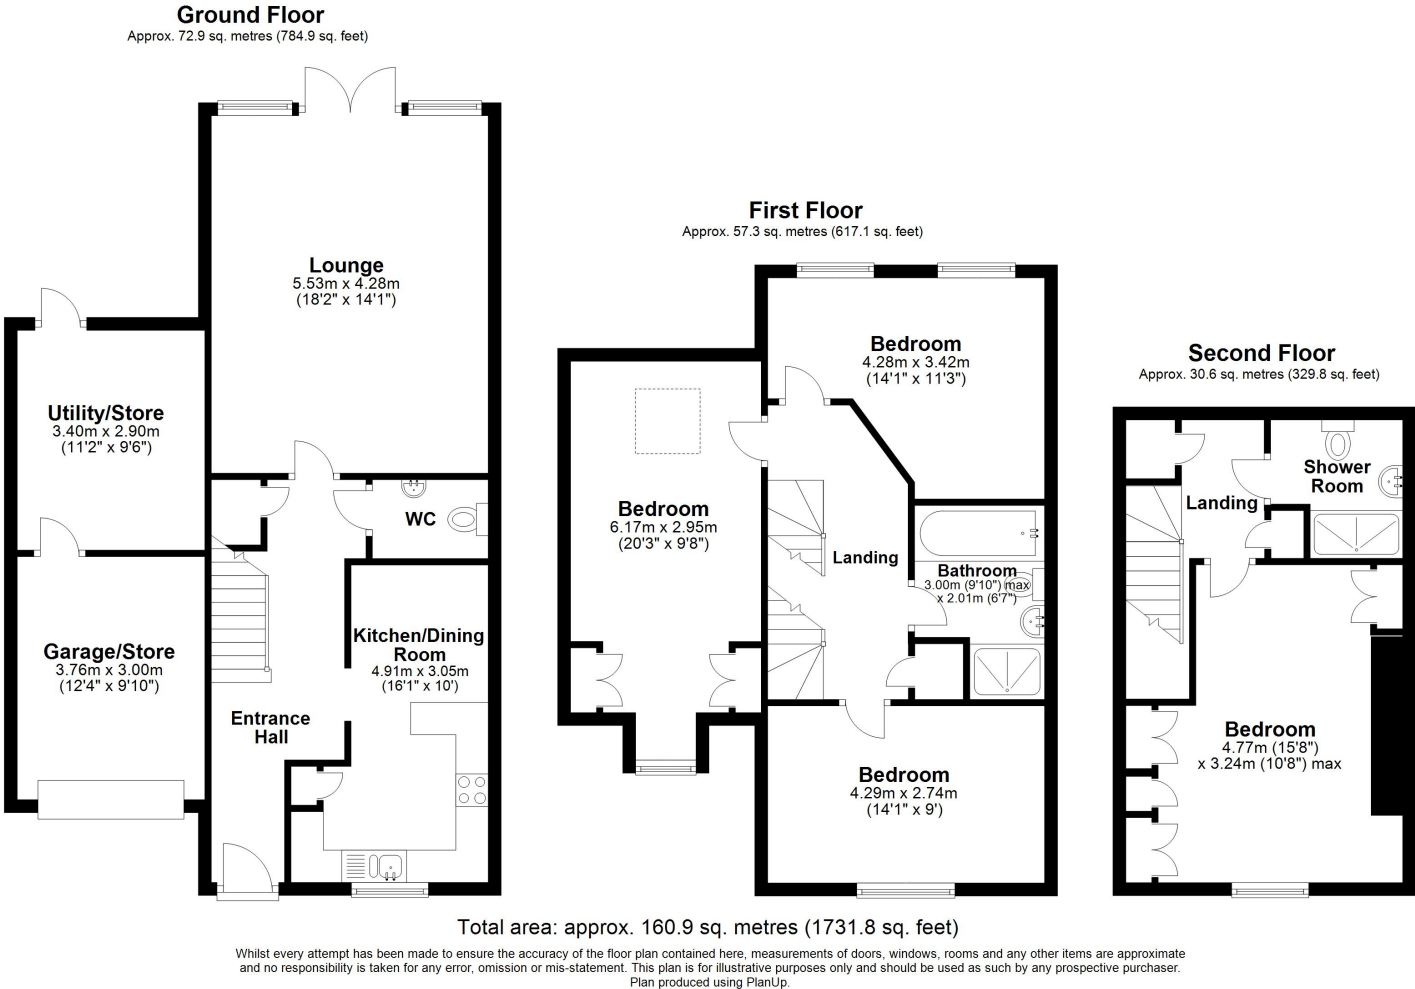 Ground Floor
Approx. 72.9 sq. metres (784.9 sq. feet)
Lounge
5.53m x 4.28m
(18'2" x 14'1")
Utility/Store
3.40m x 2.90m
(11'2" x 9'6")
WC
Garage/Store
3.76m x 3.00m
(12'4" x 9'10")
Kitchen/Dining
Room
4.91m x 3.05m
(16'1" x 10')
Entrance
Hall
First Floor
Approx. 57.3 sq. metres (617.1 sq. feet)
Bedroom
4.28m x 3.42m
(14'1" x 11'3")
Bedroom
6.17m x 2.95m
(20'3" x 9'8")
Landing
Bathroom
3.00m (9'10") max
x 2.01m (6'7")
Bedroom
4.29m x 2.74m
(14'1" x 9')
Second Floor
Approx. 30.6 sq. metres (329.8 sq. feet)
Shower
Room
Landing
Bedroom
4.77m (15'8")
x 3.24m (10'8") max
Total area: approx. 160.9 sq. metres (1731.8 sq. feet)
Whilst every attempt has been made to ensure the accuracy of the floor plan contained here, measurements of doors, windows, rooms and any other items are approximate
and no responsibility is taken for any error, omission or mis-statement. This plan is for illustrative purposes only and should be used as such by any prospective purchaser.
Plan produced using PlanUp.